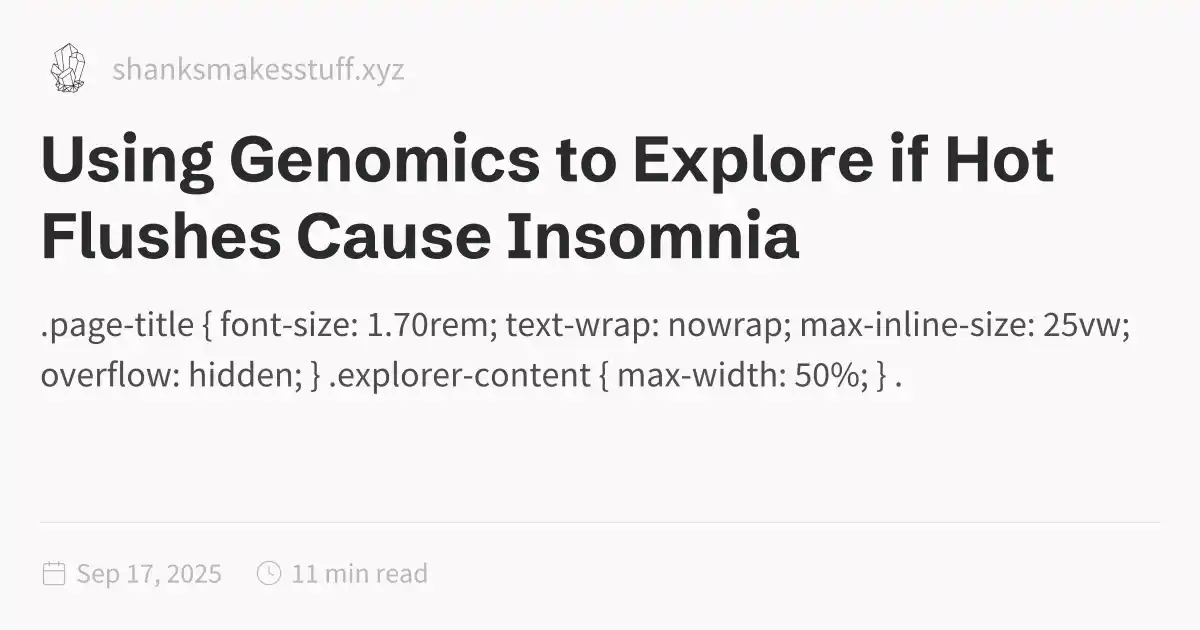 shanksmakesstuff.xyz
Using Genomics to Explore if Hot
Flushes Cause Insomnia
.page-title { font-size: 1.70rem; text-wrap: nowrap; max-inline-size: 25vw;
overflow: hidden; } .explorer-content { max-width: 50%; } .
Sep 17, 2025 11 min read